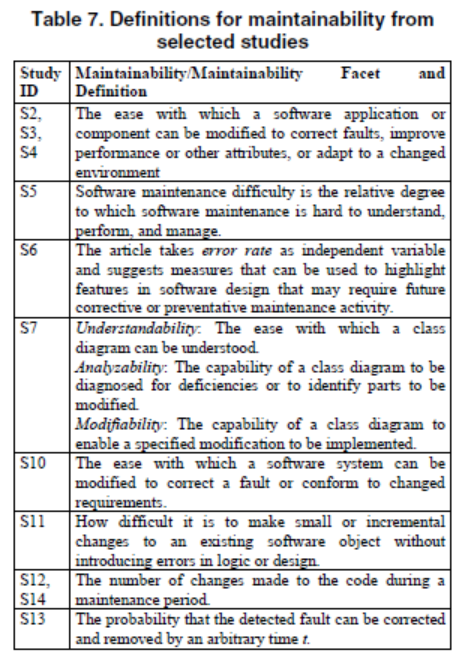 Table 7. Definitions for maintainability from
selected studies
Study Maintainability/Maintainability Facet and
ID Definition
S2, The ease with which a software application or
S3, component can be modified to correct faults, improve
S4 performance or other attributes, or adapt to a changed
environment
S5 Software maintenance difficulty is the relative degree
to which software maintenance is hard to understand,
perform, and manage.
S6 The article takes error rate as independent variable
and suggests measures that can be used to highlight
features in software design that may require future
corrective or preventative maintenance activity.
S7 Understandability: The ease with which a class
diagram can be understood.
Analyzability: The capability of a class diagram to be
diagnosed for deficiencies or to identify parts to be
modified.
Modifiability: The capability of a class diagram to
enable a specified modification to be implemented.
S10 The ease with which a software system can be
modified to correct a fault or conform to changed
requirements.
S11 How difficult it is to make small or incremental
changes to an existing software object without
introducing errors in logic or design.
S12, The number of changes made to the code during a
S14 maintenance period.
S13 The probability that the detected fault can be corrected
and removed by an arbitrary time t.